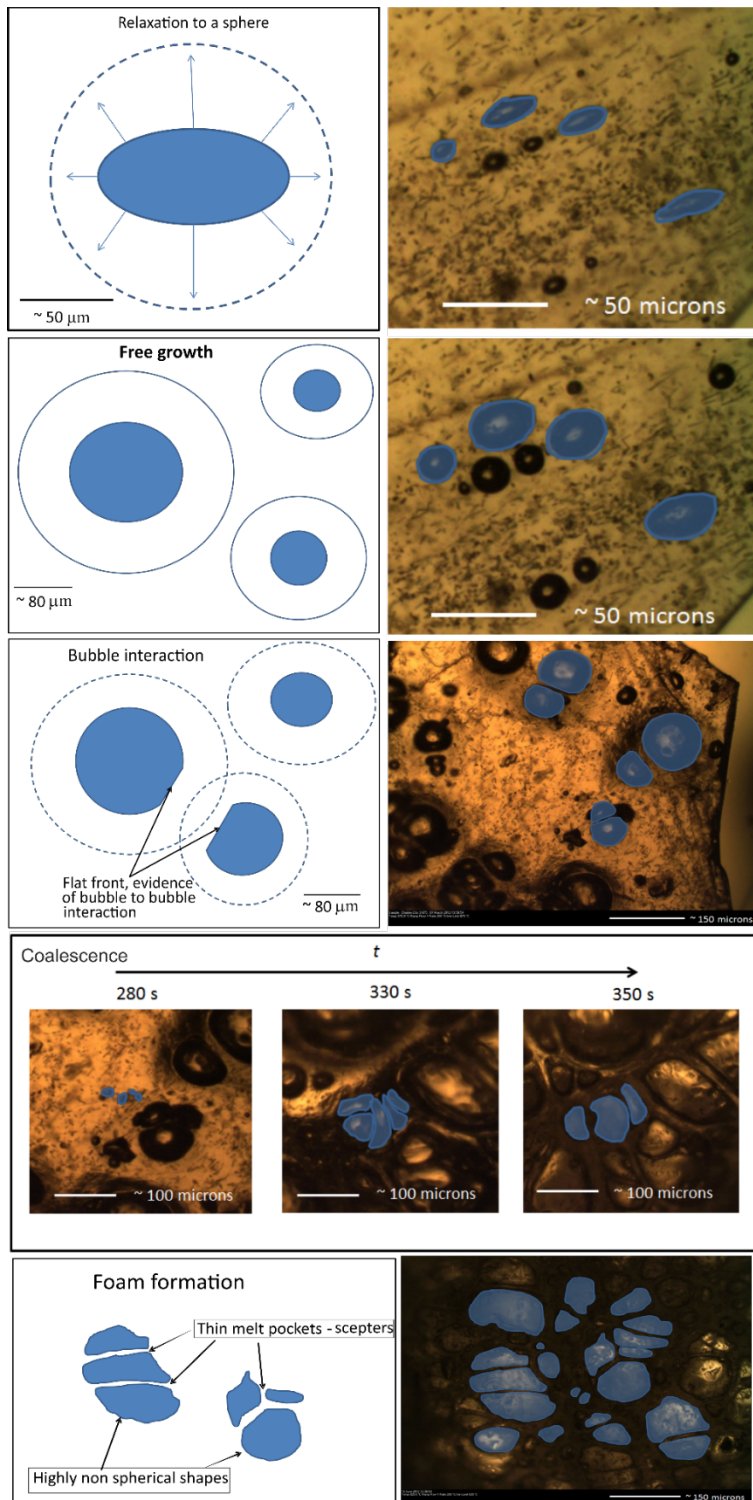 Relaxation to a sphere
~ 50 μm
~ 50 microns
Free growth
~ 80 μm
~ 50 microns
Bubble interaction
Flat front, evidence
of bubble to bubble
interaction
~ 80 μm
~ 150 microns
Coalescence
t
280 s
330 s
350 s
~ 100 microns
~ 100 microns
~ 100 microns
Foam formation
Thin melt pockets - scepters
Highly non spherical shapes
~ 150 microns